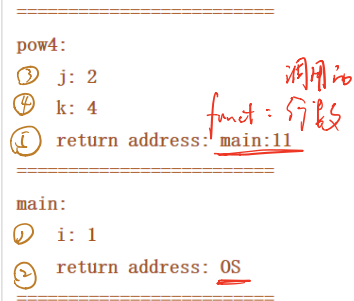 ==========================
pow4:
③ j: 2
调用的
④ k: 4
funct: 行数
⑤ return address: main:11
==========================
main:
① i: 1
② return address: OS
==========================